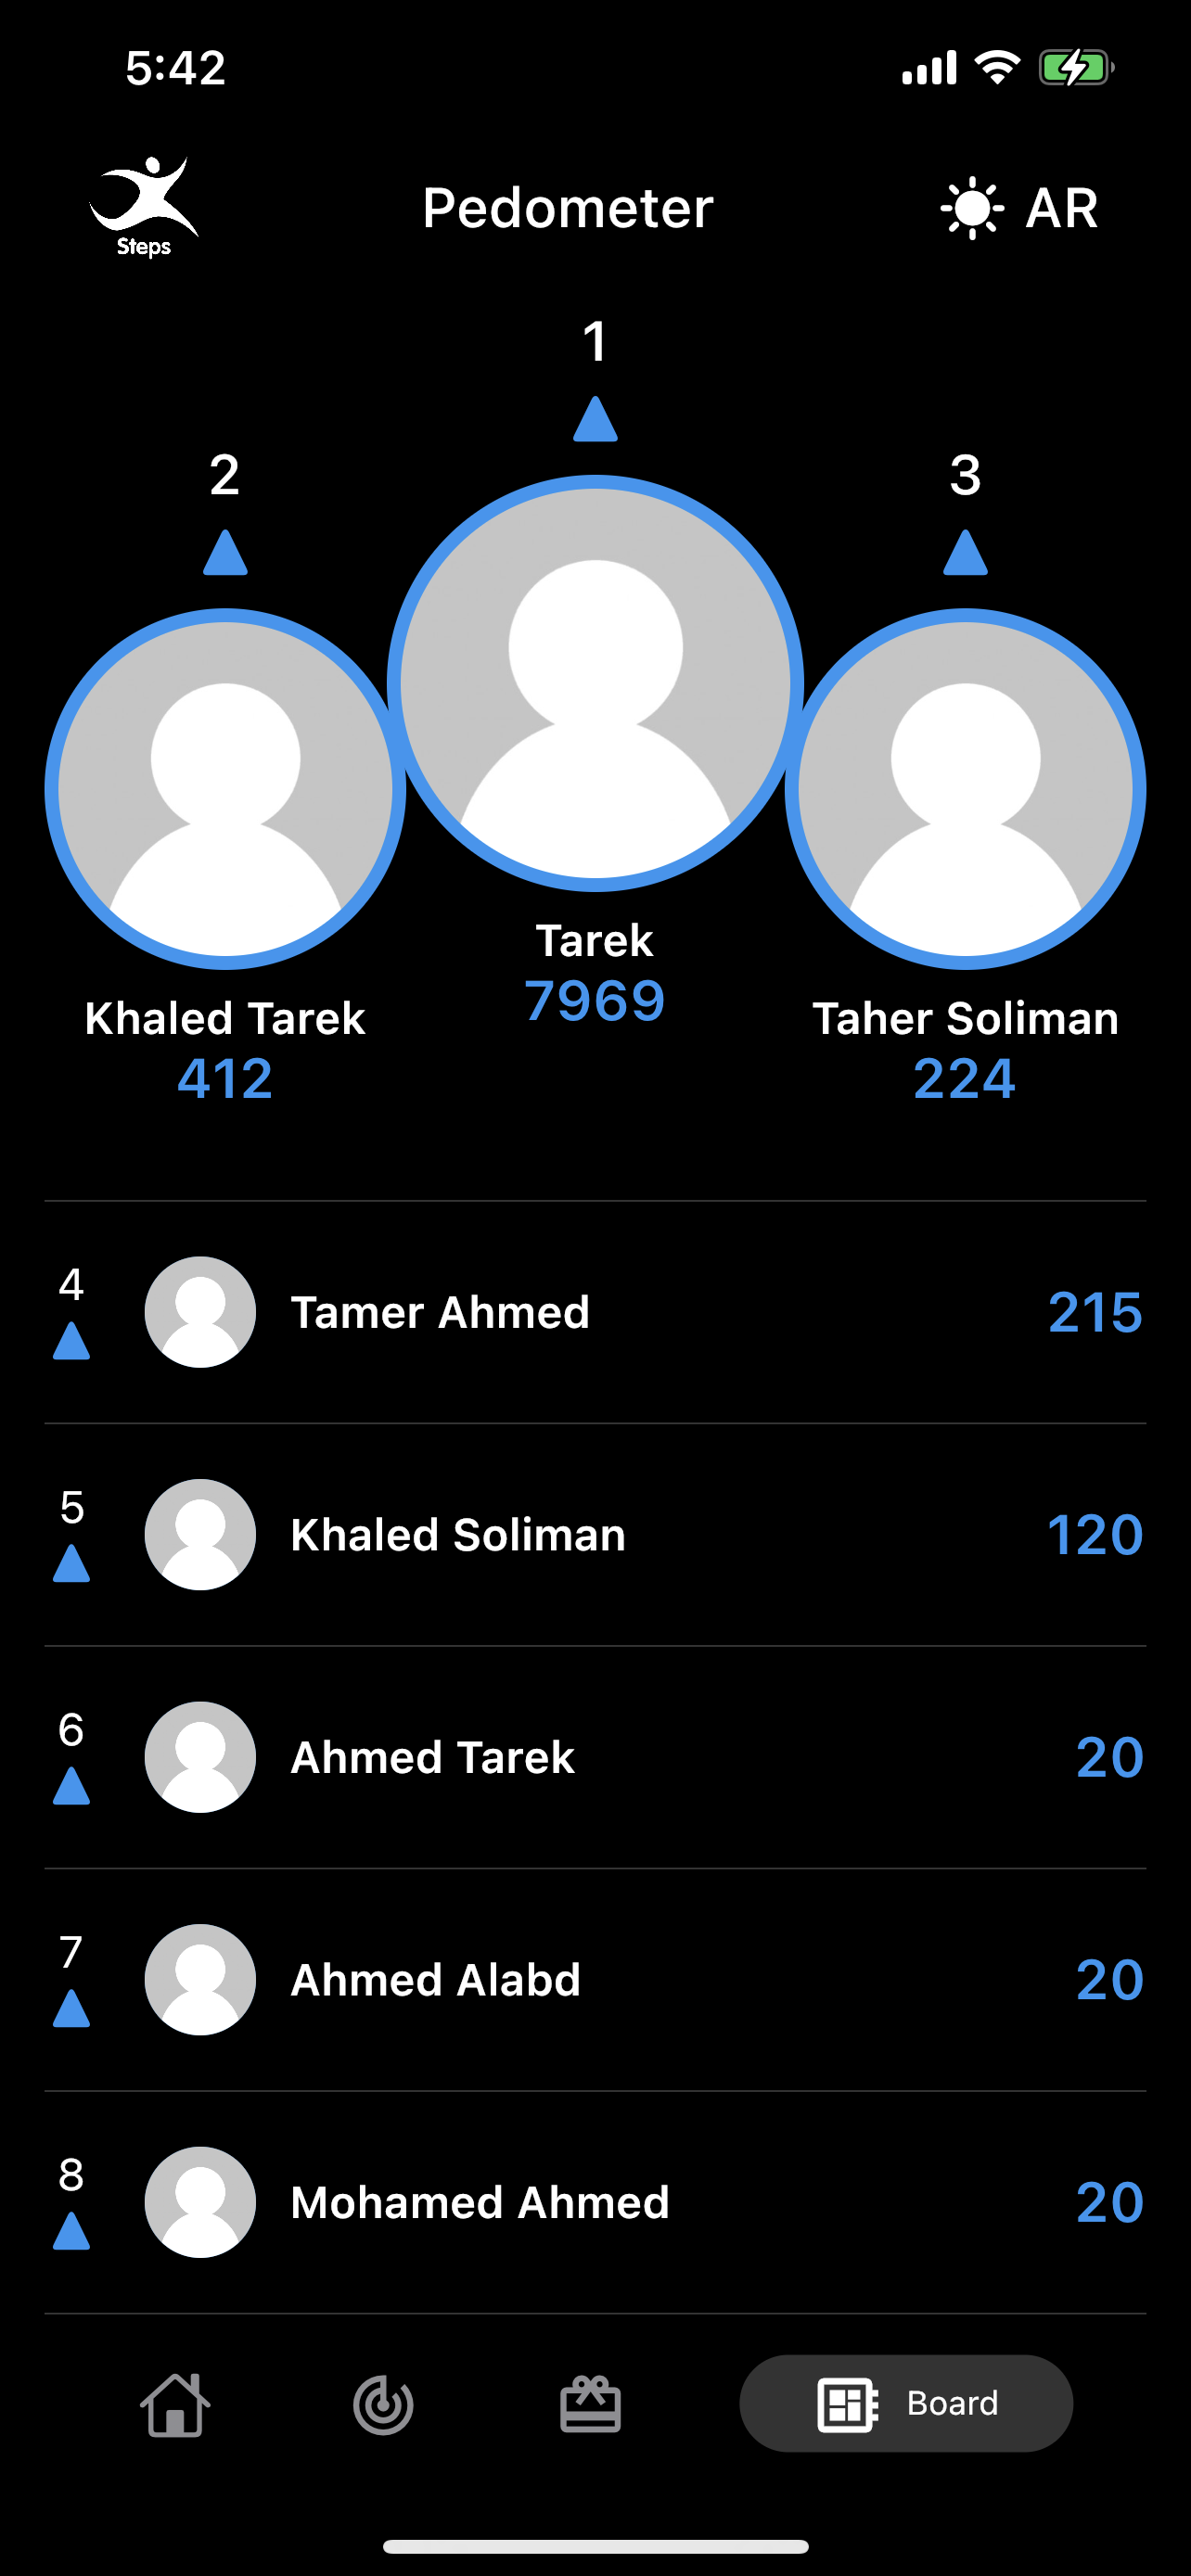 5:42
Steps
Pedometer
AR
1
2
3
Tarek
7969
Khaled Tarek
412
Taher Soliman
224
4
Tamer Ahmed
215
5
Khaled Soliman
120
6
Ahmed Tarek
20
7
Ahmed Alabd
20
8
Mohamed Ahmed
20
Board